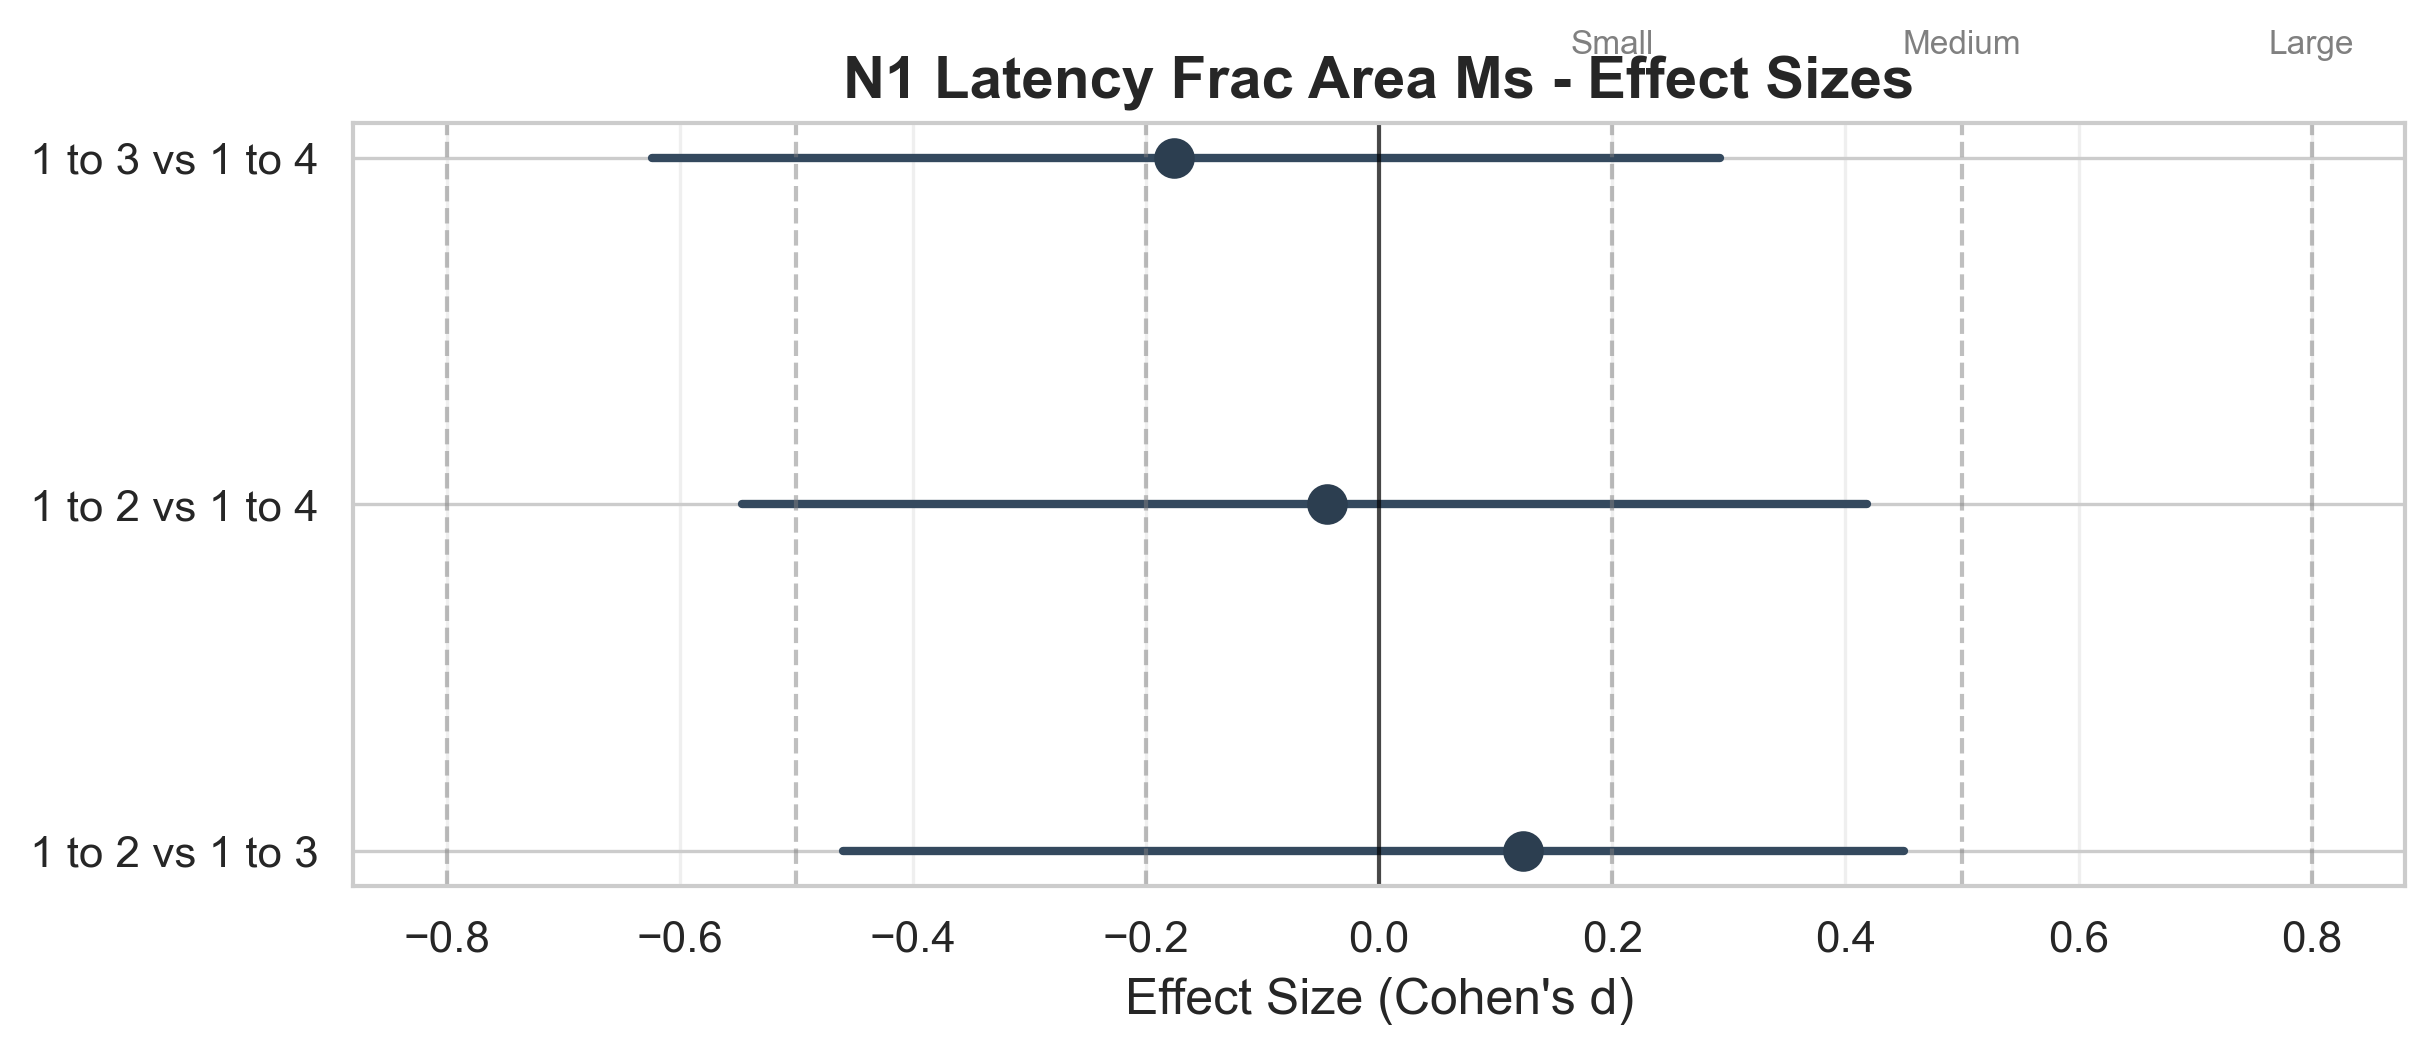 Small Medium Large
N1 Latency Frac Area Ms - Effect Sizes
1 to 3 vs 1 to 4
1 to 2 vs 1 to 4
1 to 2 vs 1 to 3
−0.8 −0.6 −0.4 −0.2 0.0 0.2 0.4 0.6 0.8
Effect Size (Cohen's d)